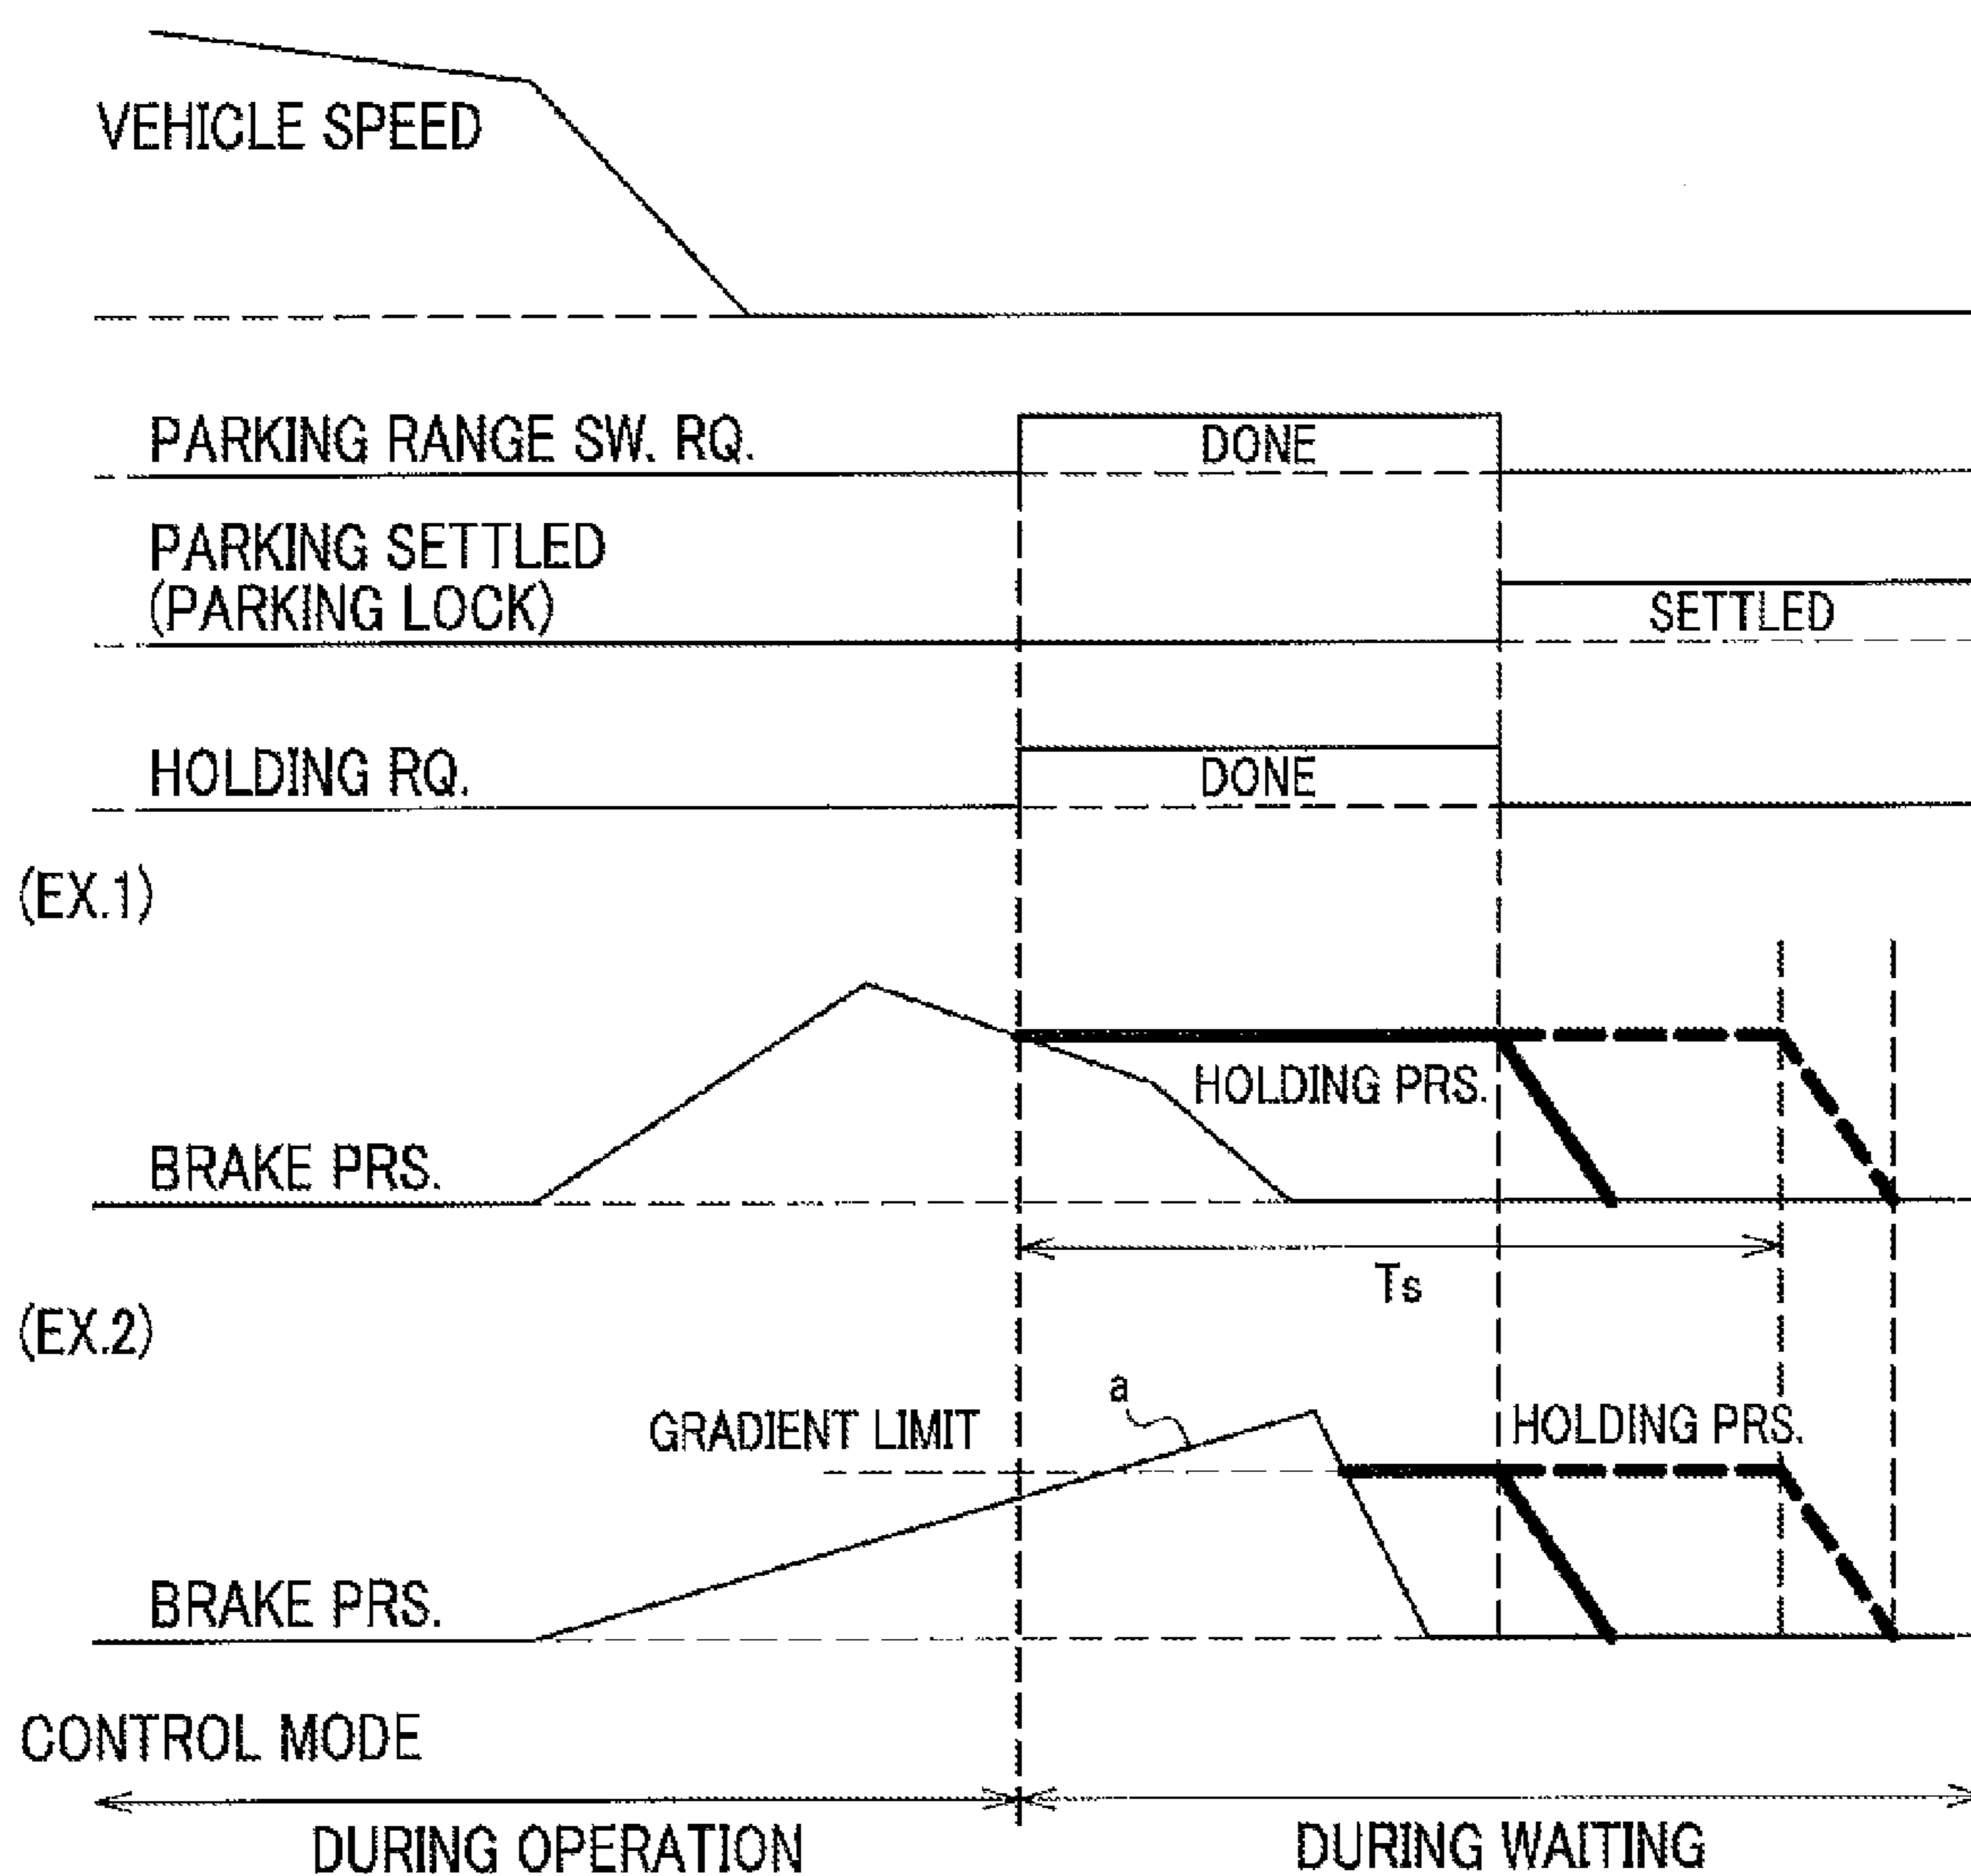 VEHICLE SPEED
PARKING RANGE SW. RQ.
DONE
PARKING SETTLED
(PARKING LOCK)
SETTLED
HOLDING RQ.
DONE
(EX.1)
HOLDING PRS.
BRAKE PRS.
Ts
(EX.2)
a
GRADIENT LIMIT
HOLDING PRS.
BRAKE PRS.
CONTROL MODE
DURING OPERATION
DURING WAITING